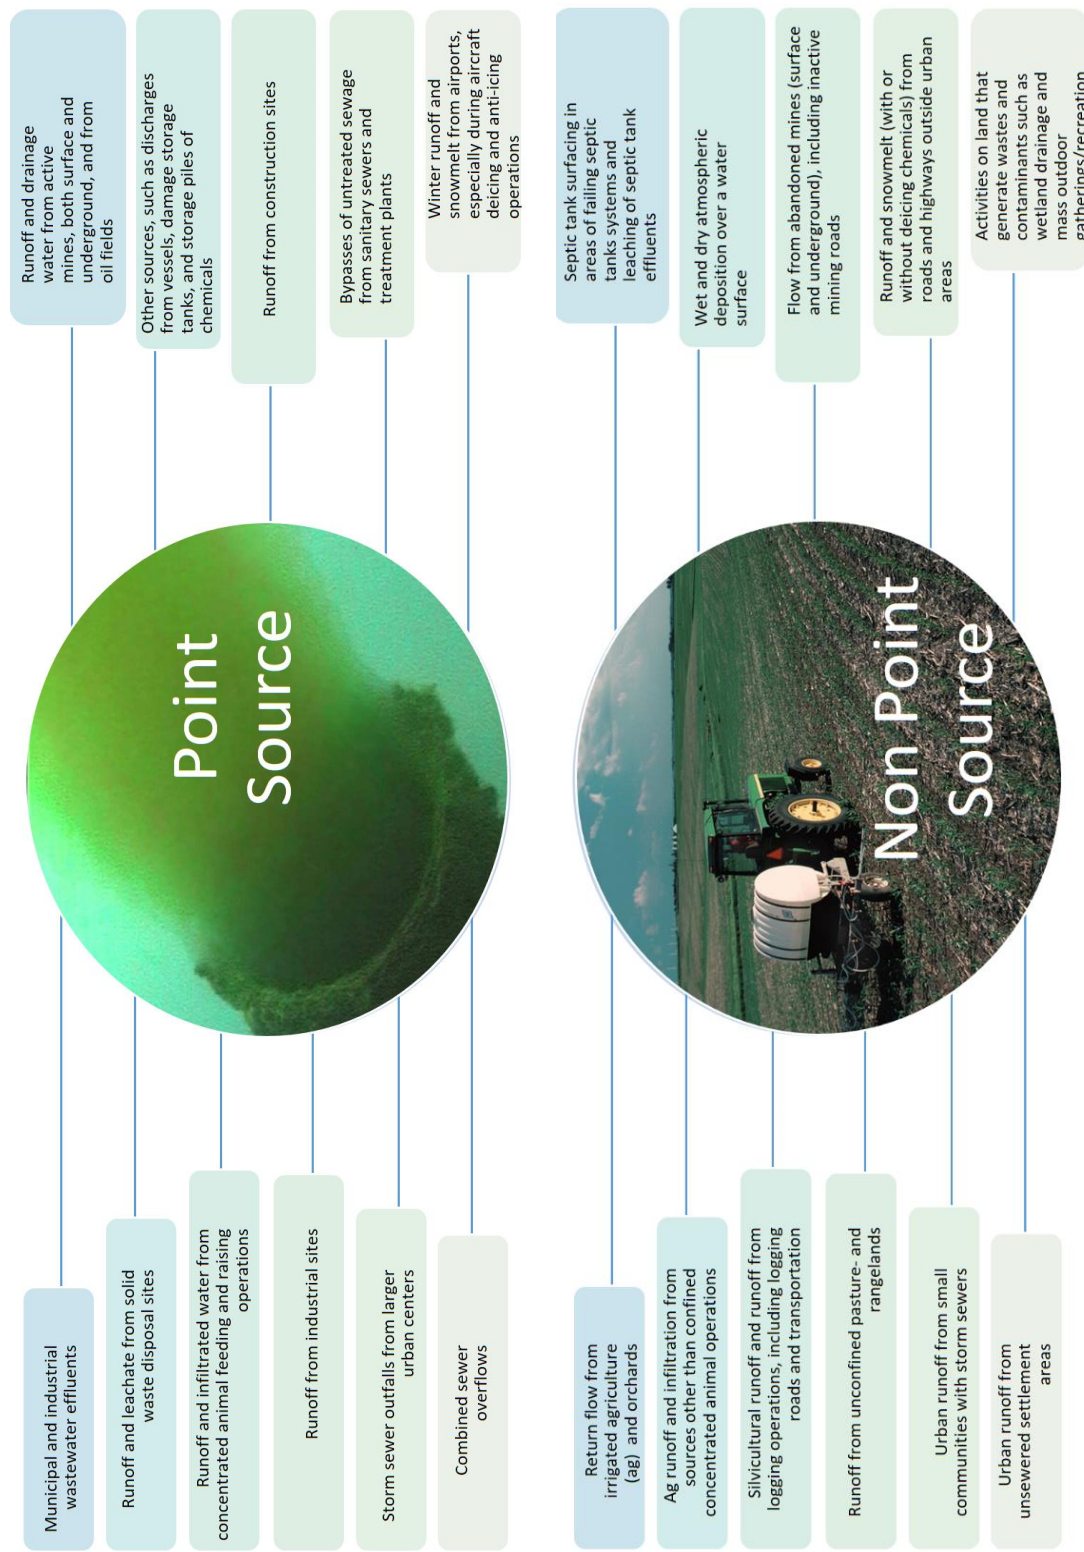 Municipal and industrial
wastewater effluents
Runoff and leachate from solid
waste disposal sites
Runoff and infiltrated water from
concentrated animal feeding and raising
operations
Runoff from industrial sites
Storm sewer outfalls from larger
urban centers
Combined sewer
overflows
Point
Source
Runoff and drainage
water from active
mines, both surface and
underground, and from
oil fields
Other sources, such as discharges
from vessels, damage storage
tanks, and storage piles of
chemicals
Runoff from construction sites
Bypasses of untreated sewage
from sanitary sewers and
treatment plants
Winter runoff and
snowmelt from airports,
especially during aircraft
deicing and anti-icing
operations
Return flow from
irrigated agriculture
(ag) and orchards
Ag runoff and infiltration from
sources other than confined
concentrated animal operations
Silvicultural runoff and runoff from
logging operations, including logging
roads and transportation
Runoff from unconfined pasture- and
rangelands
Urban runoff from small
communities with storm sewers
Urban runoff from
unsewered settlement
areas
Non Point
Source
Septic tank surfacing in
areas of failing septic
tanks systems and
leaching of septic tank
effluents
Wet and dry atmospheric
deposition over a water
surface
Flow from abandoned mines (surface
and underground), including inactive
mining roads
Runoff and snowmelt (with or
without deicing chemicals) from
roads and highways outside urban
areas
Activities on land that
generate wastes and
contaminants such as
wetland drainage and
mass outdoor
gatherings/recreation